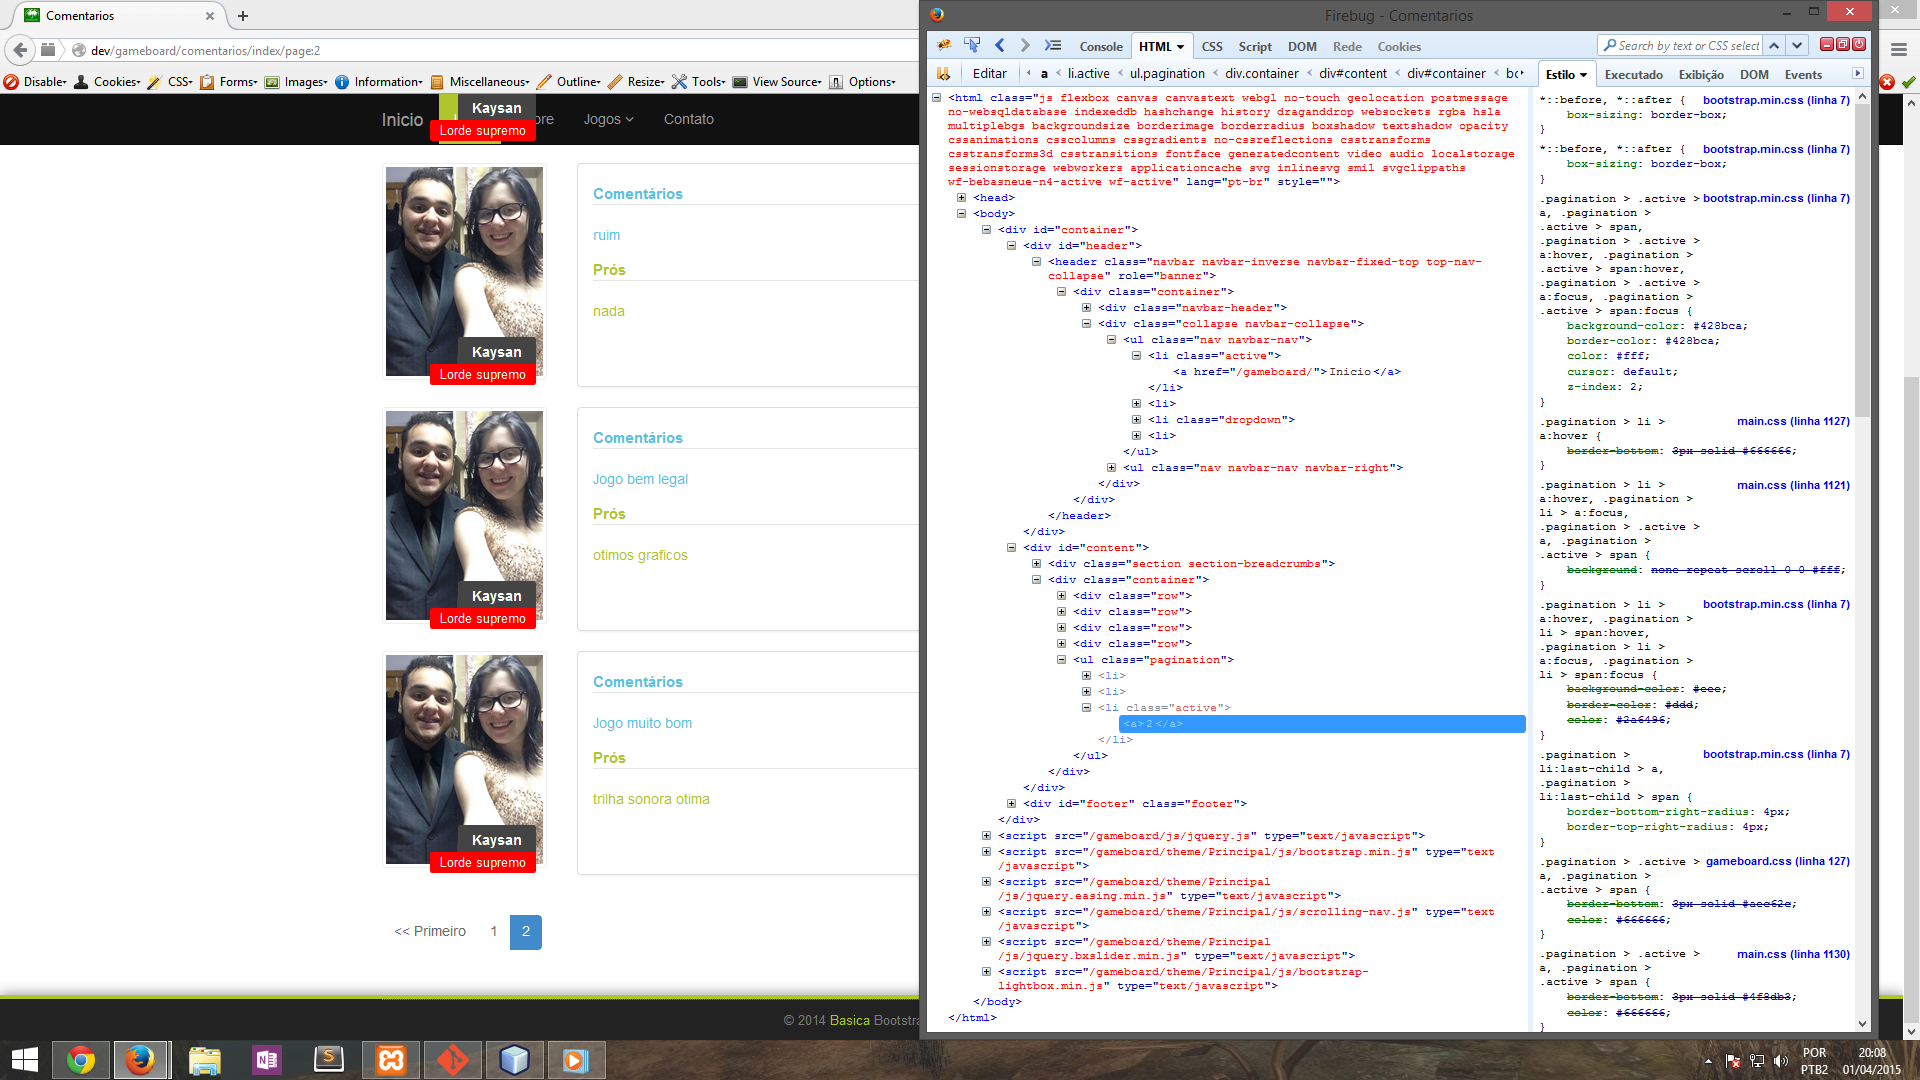 Comentarios
Firebug - Comentarios
dev/gameboard/comentarios/index/page:2
Disable
Cookies
CSS
Forms
Images
Information
Miscellaneous
Outline
Resize
Tools
View Source
Options
Inicio
Kaysan
Lorde supremo
bre
Jogos
Contato
Comentários
ruim
Prós
nada
Kaysan
Lorde supremo
Comentários
Jogo bem legal
Prós
otimos graficos
Kaysan
Lorde supremo
Comentários
Jogo muito bom
Prós
trilha sonora otima
Kaysan
Lorde supremo
<< Primeiro 1 2
© 2014 Basica Bootstra
Console HTML CSS Script DOM Rede Cookies
Search by text or CSS select
Editar a < li.active < ul.pagination < div.container < div#content < div#container < bo
Estilo Executado Exibição DOM Events
<html class="js flexbox canvas canvastext webgl no-touch geolocation postmessage
no-websqldatabase indexeddb hashchange history draganddrop websockets rgba hsla
multiplebgs backgroundsize borderimage borderradius boxshadow textshadow opacity
cssanimations csscolumns cssgradients no-cssreflections csstransforms
csstransforms3d csstransitions fontface generatedcontent video audio localstorage
sessionstorage webworkers applicationcache svg inlinesvg smil svgclippaths
wf-bebasneue-n4-active wf-active" lang="pt-br" style="">
<head>
<body>
<div id="container">
<div id="header">
<header class="navbar navbar-inverse navbar-fixed-top top-nav-
collapse" role="banner">
<div class="container">
<div class="navbar-header">
<div class="collapse navbar-collapse">
<ul class="nav navbar-nav">
<li class="active">
<a href="/gameboard/">Inicio</a>
</li>
<li>
<li class="dropdown">
<li>
</ul>
<ul class="nav navbar-nav navbar-right">
</div>
</div>
</header>
</div>
<div id="content">
<div class="section section-breadcrumbs">
<div class="container">
<div class="row">
<div class="row">
<div class="row">
<div class="row">
<ul class="pagination">
<li>
<li>
<li class="active">
<a>2</a>
</li>
</ul>
</div>
</div>
<div id="footer" class="footer">
</div>
<script src="/gameboard/js/jquery.js" type="text/javascript">
<script src="/gameboard/theme/Principal/js/bootstrap.min.js" type="text
/javascript">
<script src="/gameboard/theme/Principal
/js/jquery.easing.min.js" type="text/javascript">
<script src="/gameboard/theme/Principal/js/scrolling-nav.js" type="text
/javascript">
<script src="/gameboard/theme/Principal
/js/jquery.bxslider.min.js" type="text/javascript">
<script src="/gameboard/theme/Principal/js/bootstrap-
lightbox.min.js" type="text/javascript">
</body>
</html>
*::before, *::after { bootstrap.min.css (linha 7)
box-sizing: border-box;
}
*::before, *::after { bootstrap.min.css (linha 7)
box-sizing: border-box;
}
.pagination > .active > bootstrap.min.css (linha 7)
a, .pagination >
.active > span,
.pagination > .active >
a:hover, .pagination >
.active > span:hover,
.pagination > .active >
a:focus, .pagination >
.active > span:focus {
background-color: #428bca;
border-color: #428bca;
color: #fff;
cursor: default;
z-index: 2;
}
.pagination > li > main.css (linha 1127)
a:hover {
border-bottom: 3px solid #666666;
}
.pagination > li > main.css (linha 1121)
a:hover, .pagination >
li > a:focus,
.pagination > .active >
a, .pagination >
.active > span {
background: none repeat scroll 0 0 #fff;
}
.pagination > li > bootstrap.min.css (linha 7)
a:hover, .pagination >
li > span:hover,
.pagination > li >
a:focus, .pagination >
li > span:focus {
background-color: #eee;
border-color: #ddd;
color: #2a6496;
}
.pagination > bootstrap.min.css (linha 7)
li:last-child > a,
.pagination >
li:last-child > span {
border-bottom-right-radius: 4px;
border-top-right-radius: 4px;
}
.pagination > .active > gameboard.css (linha 127)
a, .pagination >
.active > span {
border-bottom: 3px solid #aec62c;
color: #666666;
}
.pagination > .active > main.css (linha 1130)
a, .pagination >
.active > span {
border-bottom: 3px solid #4f8db3;
color: #666666;
}
POR
PTB2
20:08
01/04/2015